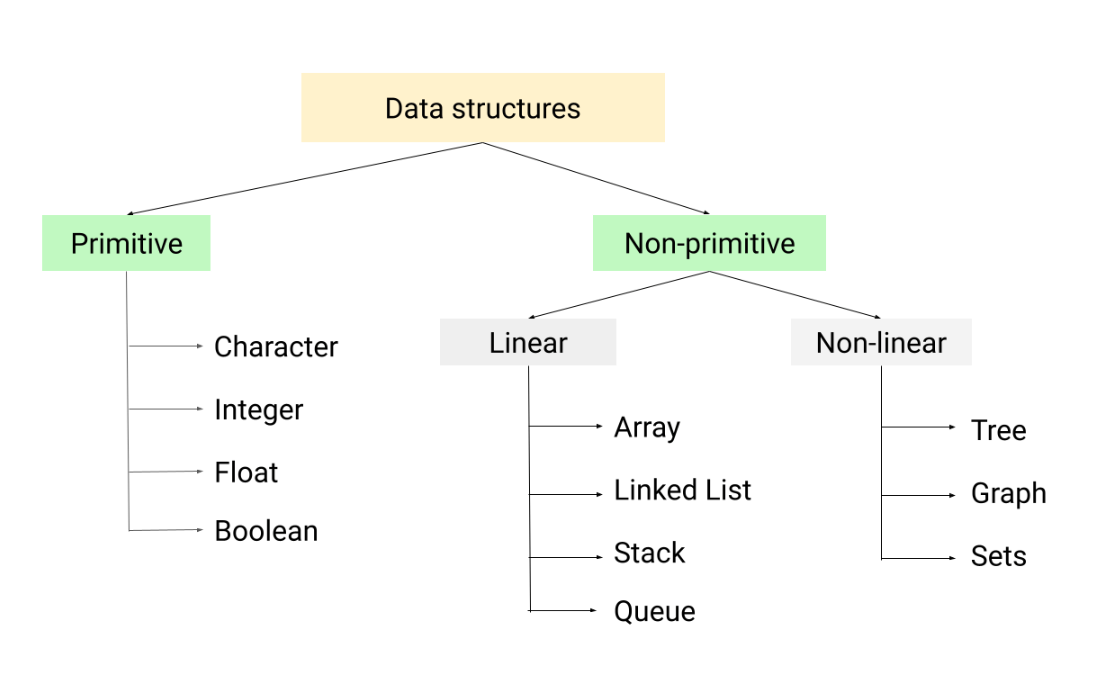 Data structures
Primitive
Non-primitive
Character
Integer
Float
Boolean
Linear
Non-linear
Array
Linked List
Stack
Queue
Tree
Graph
Sets